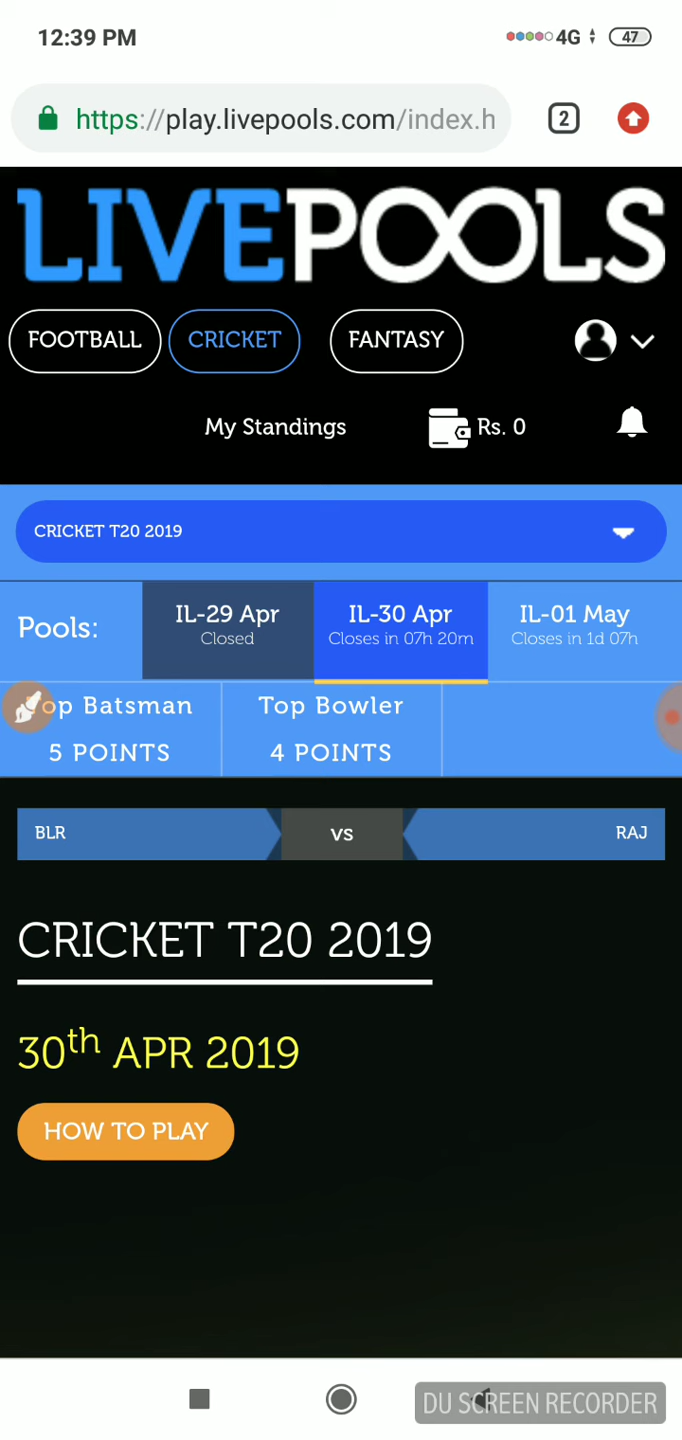 12:39 PM 4G 47
https://play.livepools.com/index.h 2
LIVEPOOLS
FOOTBALL CRICKET FANTASY
My Standings Rs. 0
CRICKET T20 2019
Pools: IL-29 Apr IL-30 Apr IL-01 May
Closed Closes in 07h 20m Closes in 1d 07h
op Batsman Top Bowler
5 POINTS 4 POINTS
BLR vs RAJ
CRICKET T20 2019
30th APR 2019
HOW TO PLAY
DU SCREEN RECORDER